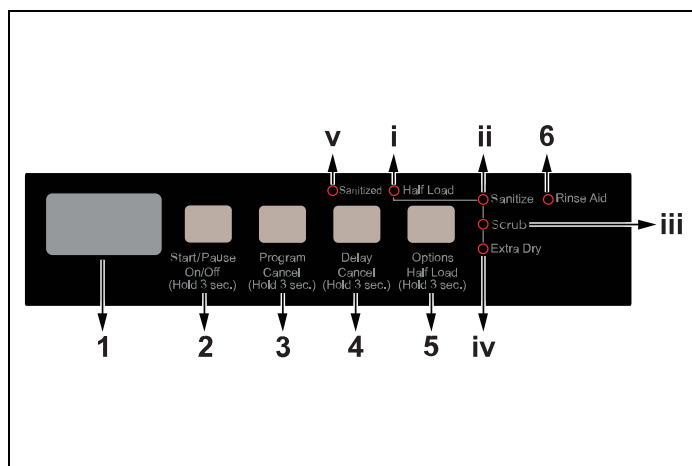 v i ii 6
Sanitized Half Load Sanitize Rinse Aid
Scrub iii
Extra Dry
Start/Pause Program Delay Options
On/Off Cancel Cancel Half Load
(Hold 3 sec.) (Hold 3 sec.) (Hold 3 sec.) (Hold 3 sec.)
1 2 3 4 5 iv